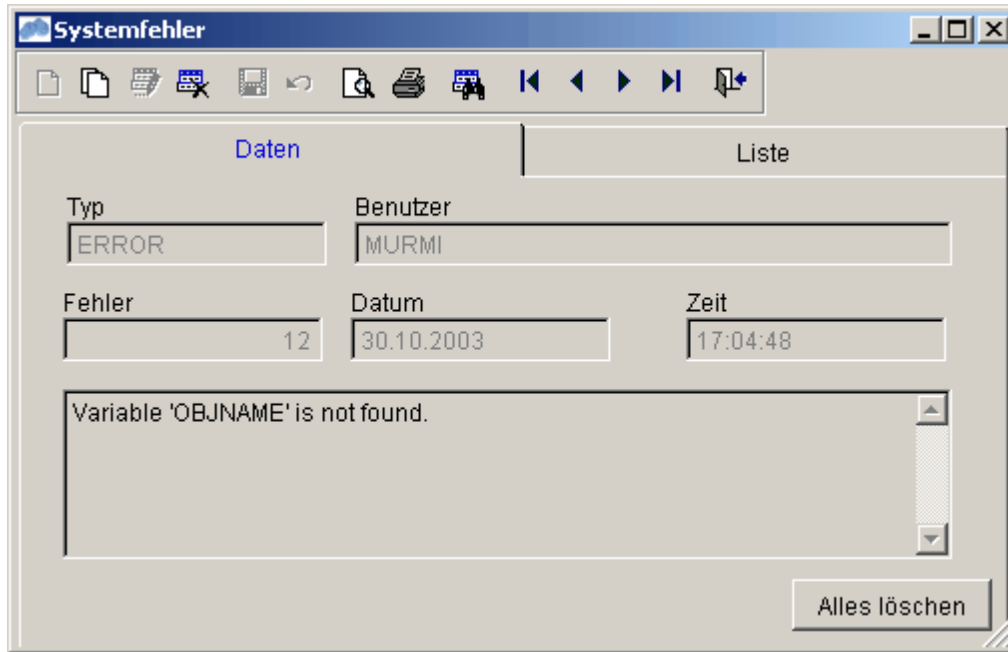 Systemfehler
Daten Liste
Typ Benutzer
ERROR MURMI
Fehler Datum Zeit
12 30.10.2003 17:04:48
Variable 'OBJNAME' is not found.
Alles löschen